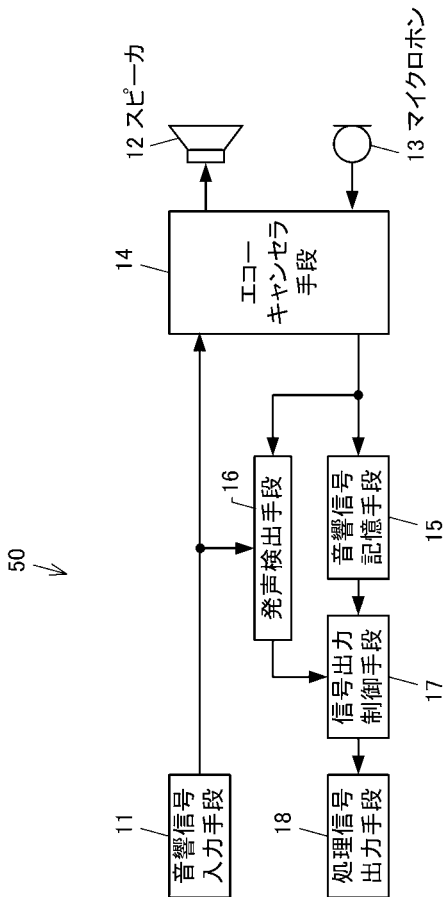 50
11
音響信号
入力手段
16
発声検出手段
14
エコー
キャンセラ
手段
12 スピーカ
13 マイクロホン
18
処理信号
出力手段
信号出力
制御手段
17
音響信号
記憶手段
15